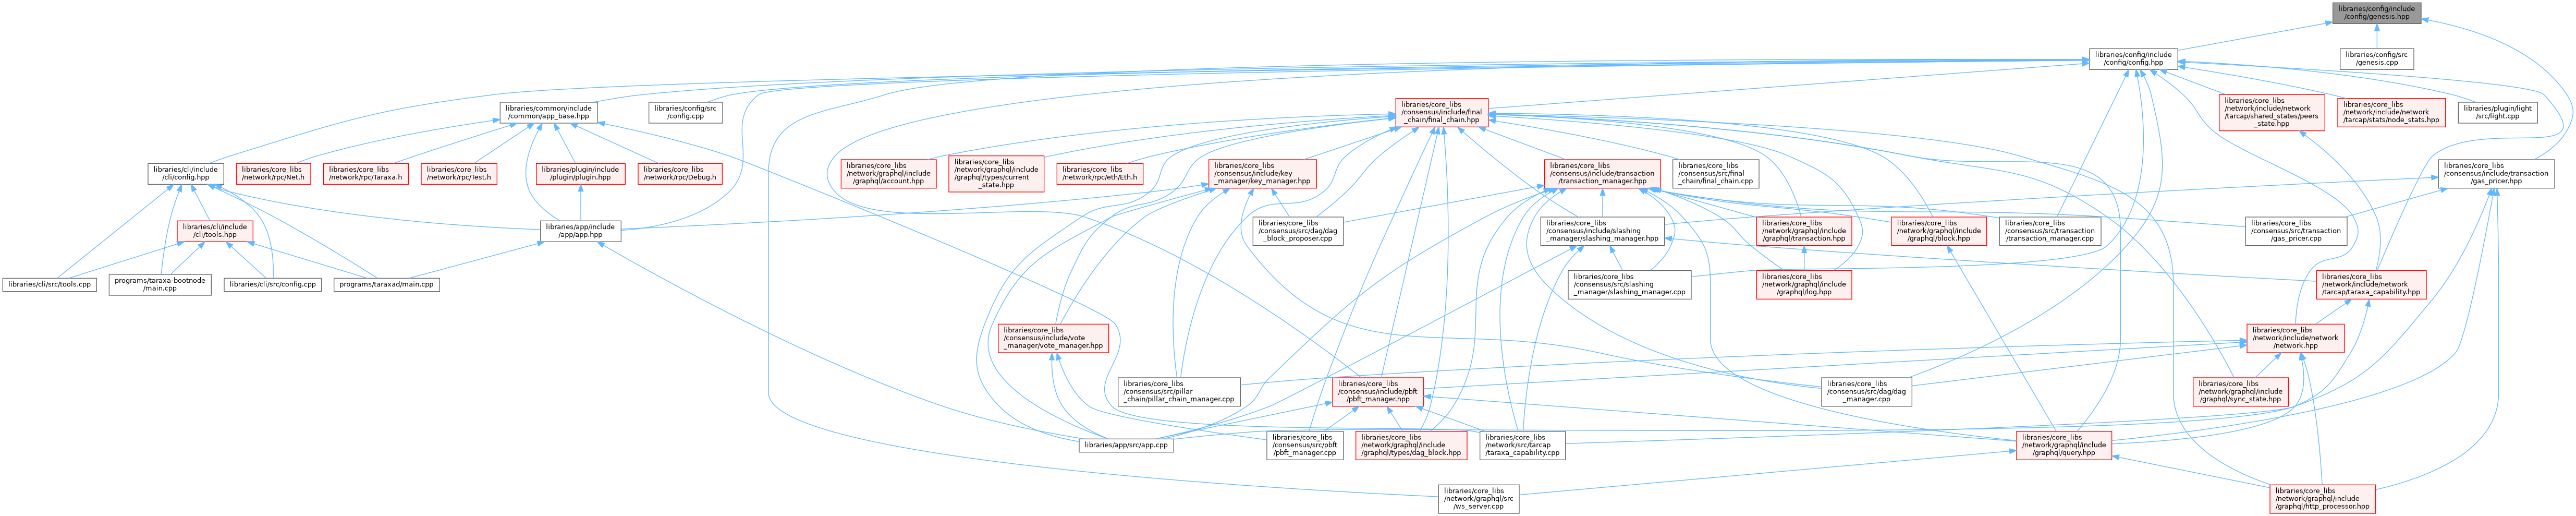 libraries/config/include
/config/genesis.hpp
libraries/config/include
/config/config.hpp
libraries/config/src
/genesis.cpp
libraries/common/include
/common/app_base.hpp
libraries/config/src
/config.cpp
libraries/core_libs
/consensus/include/final
_chain/final_chain.hpp
libraries/core_libs
/network/include/network
/tarcap/shared_states/peers
_state.hpp
libraries/core_libs
/network/include/network
/tarcap/stats/node_stats.hpp
libraries/plugin/light
/src/light.cpp
libraries/cli/include
/cli/config.hpp
libraries/core_libs
/network/rpc/Net.h
libraries/core_libs
/network/rpc/Taraxa.h
libraries/core_libs
/network/rpc/Test.h
libraries/plugin/include
/plugin/plugin.hpp
libraries/core_libs
/network/rpc/Debug.h
libraries/core_libs
/network/graphql/include
/graphql/account.hpp
libraries/core_libs
/network/graphql/include
/graphql/types/current
_state.hpp
libraries/core_libs
/network/rpc/eth/Eth.h
libraries/core_libs
/consensus/include/key
_manager/key_manager.hpp
libraries/core_libs
/consensus/include/transaction
/transaction_manager.hpp
libraries/core_libs
/consensus/src/final
_chain/final_chain.cpp
libraries/core_libs
/consensus/include/transaction
/gas_pricer.hpp
libraries/cli/include
/cli/tools.hpp
libraries/app/include
/app/app.hpp
libraries/core_libs
/consensus/src/dag/dag
_block_proposer.cpp
libraries/core_libs
/consensus/include/slashing
_manager/slashing_manager.hpp
libraries/core_libs
/network/graphql/include
/graphql/transaction.hpp
libraries/core_libs
/network/graphql/include
/graphql/block.hpp
libraries/core_libs
/consensus/src/transaction
/transaction_manager.cpp
libraries/core_libs
/consensus/src/transaction
/gas_pricer.cpp
libraries/cli/src/tools.cpp
programs/taraxa-bootnode
/main.cpp
libraries/cli/src/config.cpp
programs/taraxad/main.cpp
libraries/core_libs
/consensus/src/slashing
_manager/slashing_manager.cpp
libraries/core_libs
/network/graphql/include
/graphql/log.hpp
libraries/core_libs
/network/include/network
/tarcap/taraxa_capability.hpp
libraries/core_libs
/consensus/include/vote
_manager/vote_manager.hpp
libraries/core_libs
/network/include/network
/network.hpp
libraries/core_libs
/consensus/src/pillar
_chain/pillar_chain_manager.cpp
libraries/core_libs
/consensus/include/pbft
/pbft_manager.hpp
libraries/core_libs
/consensus/src/dag/dag
_manager.cpp
libraries/core_libs
/network/graphql/include
/graphql/sync_state.hpp
libraries/app/src/app.cpp
libraries/core_libs
/consensus/src/pbft
/pbft_manager.cpp
libraries/core_libs
/network/graphql/include
/graphql/types/dag_block.hpp
libraries/core_libs
/network/src/tarcap
/taraxa_capability.cpp
libraries/core_libs
/network/graphql/include
/graphql/query.hpp
libraries/core_libs
/network/graphql/src
/ws_server.cpp
libraries/core_libs
/network/graphql/include
/graphql/http_processor.hpp